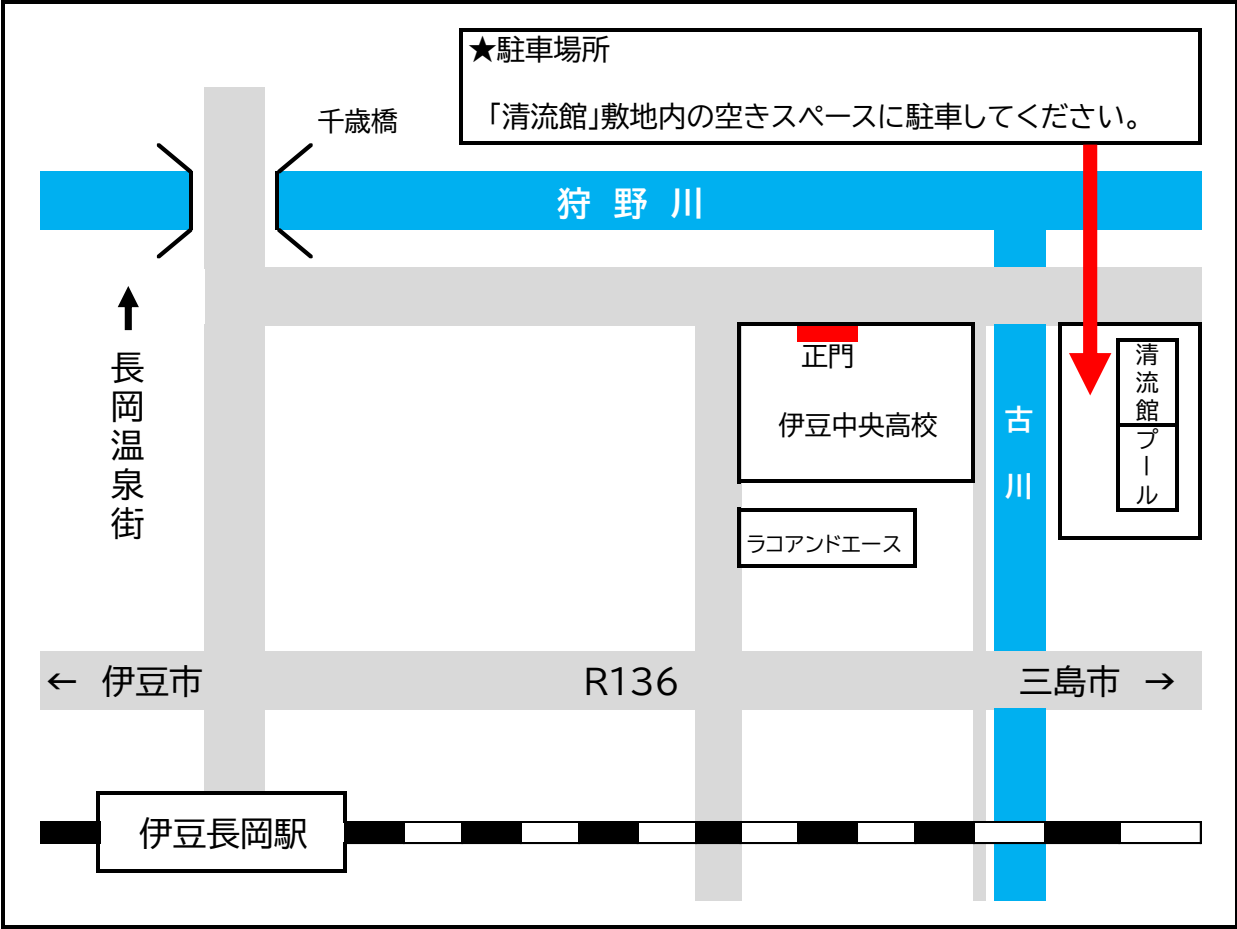 ★駐車場所
「清流館」敷地内の空きスペースに駐車してください。
千歳橋
狩野川
長岡温泉街
正門
伊豆中央高校
古川
清流館
プール
ラコアンドエース
← 伊豆市
R136
三島市 →
伊豆長岡駅